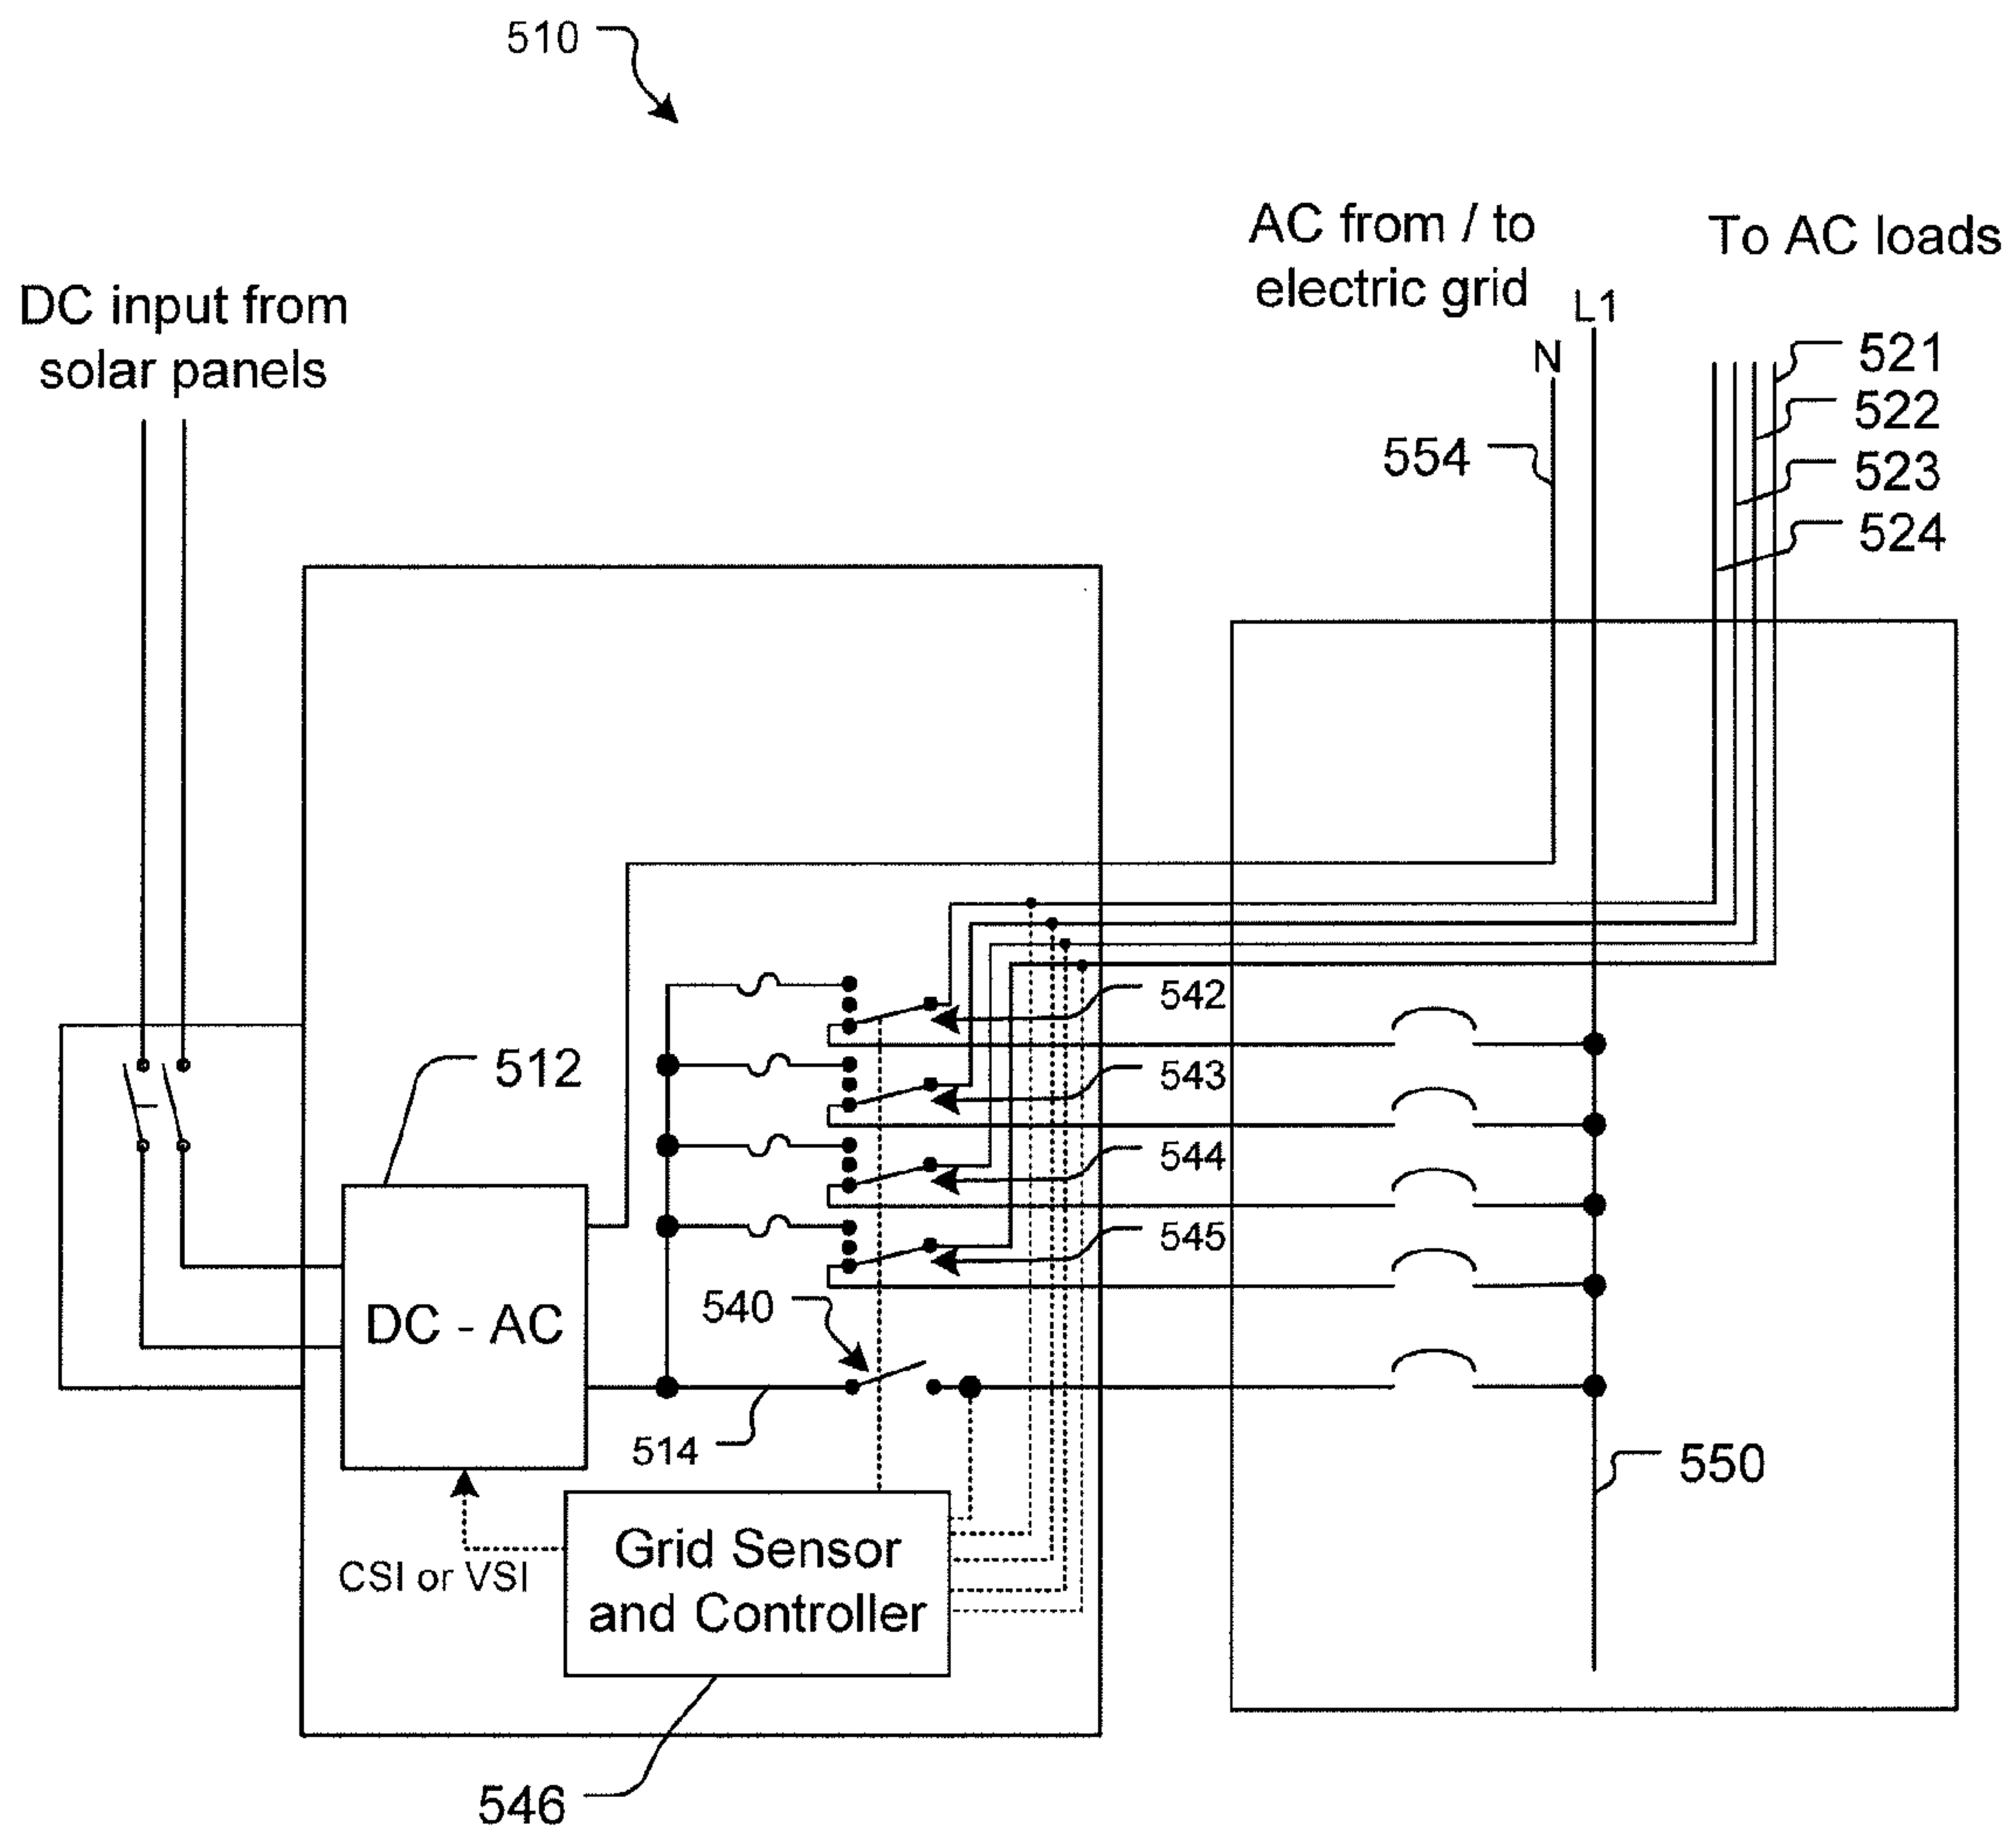 510
AC from / to
electric grid
To AC loads
DC input from
solar panels
L1
N
521
522
523
524
554
542
543
544
545
512
540
DC - AC
514
550
Grid Sensor
and Controller
CSI or VSI
546